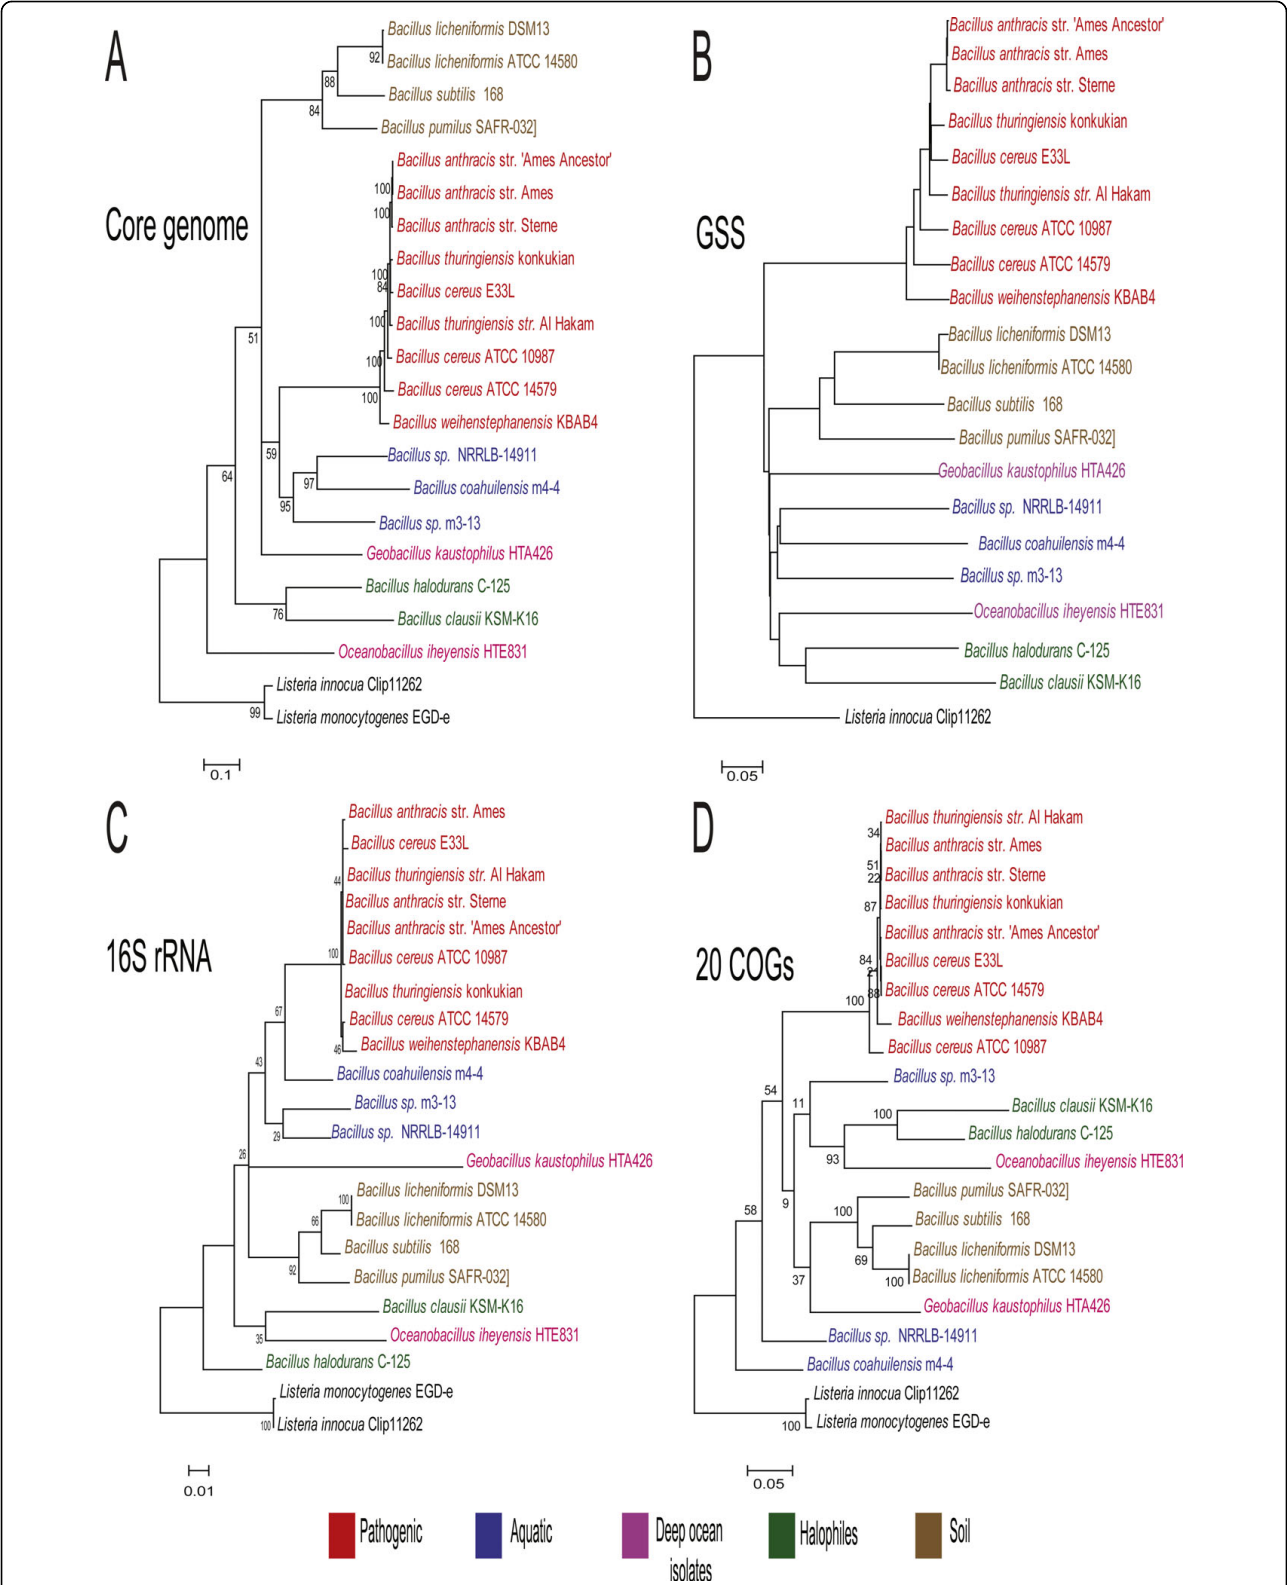 A
Core genome
Bacillus licheniformis DSM13
92
Bacillus licheniformis ATCC 14580
88
Bacillus subtilis 168
84
Bacillus pumilus SAFR-032]
Bacillus anthracis str. 'Ames Ancestor'
100
Bacillus anthracis str. Ames
100
Bacillus anthracis str. Sterne
Bacillus thuringiensis konkukian
100
84
Bacillus cereus E33L
100
Bacillus thuringiensis str. Al Hakam
51
100
Bacillus cereus ATCC 10987
100
Bacillus cereus ATCC 14579
Bacillus weihenstephanensis KBAB4
59
Bacillus sp. NRRLB-14911
64
97
Bacillus coahuilensis m4-4
95
Bacillus sp. m3-13
Geobacillus kaustophilus HTA426
Bacillus halodurans C-125
76
Bacillus clausii KSM-K16
Oceanobacillus iheyensis HTE831
Listeria innocua Clip11262
99
Listeria monocytogenes EGD-e
0.1
B
GSS
Bacillus anthracis str. 'Ames Ancestor'
Bacillus anthracis str. Ames
Bacillus anthracis str. Sterne
Bacillus thuringiensis konkukian
Bacillus cereus E33L
Bacillus thuringiensis str. Al Hakam
Bacillus cereus ATCC 10987
Bacillus cereus ATCC 14579
Bacillus weihenstephanensis KBAB4
Bacillus licheniformis DSM13
Bacillus licheniformis ATCC 14580
Bacillus subtilis 168
Bacillus pumilus SAFR-032]
Geobacillus kaustophilus HTA426
Bacillus sp. NRRLB-14911
Bacillus coahuilensis m4-4
Bacillus sp. m3-13
Oceanobacillus iheyensis HTE831
Bacillus halodurans C-125
Bacillus clausii KSM-K16
Listeria innocua Clip11262
0.05
C
16S rRNA
Bacillus anthracis str. Ames
Bacillus cereus E33L
44
Bacillus thuringiensis str. Al Hakam
Bacillus anthracis str. Sterne
Bacillus anthracis str. 'Ames Ancestor'
100
Bacillus cereus ATCC 10987
Bacillus thuringiensis konkukian
67
Bacillus cereus ATCC 14579
46
Bacillus weihenstephanensis KBAB4
43
Bacillus coahuilensis m4-4
Bacillus sp. m3-13
29
Bacillus sp. NRRLB-14911
26
Geobacillus kaustophilus HTA426
100
Bacillus licheniformis DSM13
66
Bacillus licheniformis ATCC 14580
Bacillus subtilis 168
92
Bacillus pumilus SAFR-032]
Bacillus clausii KSM-K16
35
Oceanobacillus iheyensis HTE831
Bacillus halodurans C-125
Listeria monocytogenes EGD-e
100
Listeria innocua Clip11262
0.01
D
20 COGs
Bacillus thuringiensis str. Al Hakam
34
Bacillus anthracis str. Ames
51
22
Bacillus anthracis str. Sterne
87
Bacillus thuringiensis konkukian
Bacillus anthracis str. 'Ames Ancestor'
84
Bacillus cereus E33L
21
88
Bacillus cereus ATCC 14579
100
Bacillus weihenstephanensis KBAB4
Bacillus cereus ATCC 10987
54
Bacillus sp. m3-13
11
100
Bacillus clausii KSM-K16
Bacillus halodurans C-125
93
Oceanobacillus iheyensis HTE831
9
Bacillus pumilus SAFR-032]
58
100
Bacillus subtilis 168
69
Bacillus licheniformis DSM13
37
100
Bacillus licheniformis ATCC 14580
Geobacillus kaustophilus HTA426
Bacillus sp. NRRLB-14911
Bacillus coahuilensis m4-4
Listeria innocua Clip11262
100
Listeria monocytogenes EGD-e
0.05
Pathogenic
Aquatic
Deep ocean
isolates
Halophiles
Soil